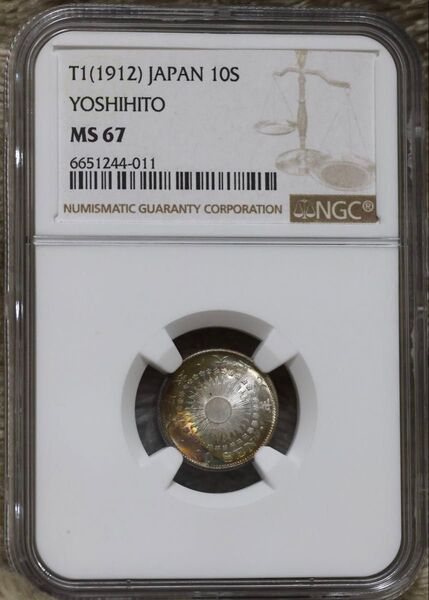 T1(1912) JAPAN 10S
YOSHIHITO
MS 67
6651244-011
NUMISMATIC GUARANTY CORPORATION NGC®